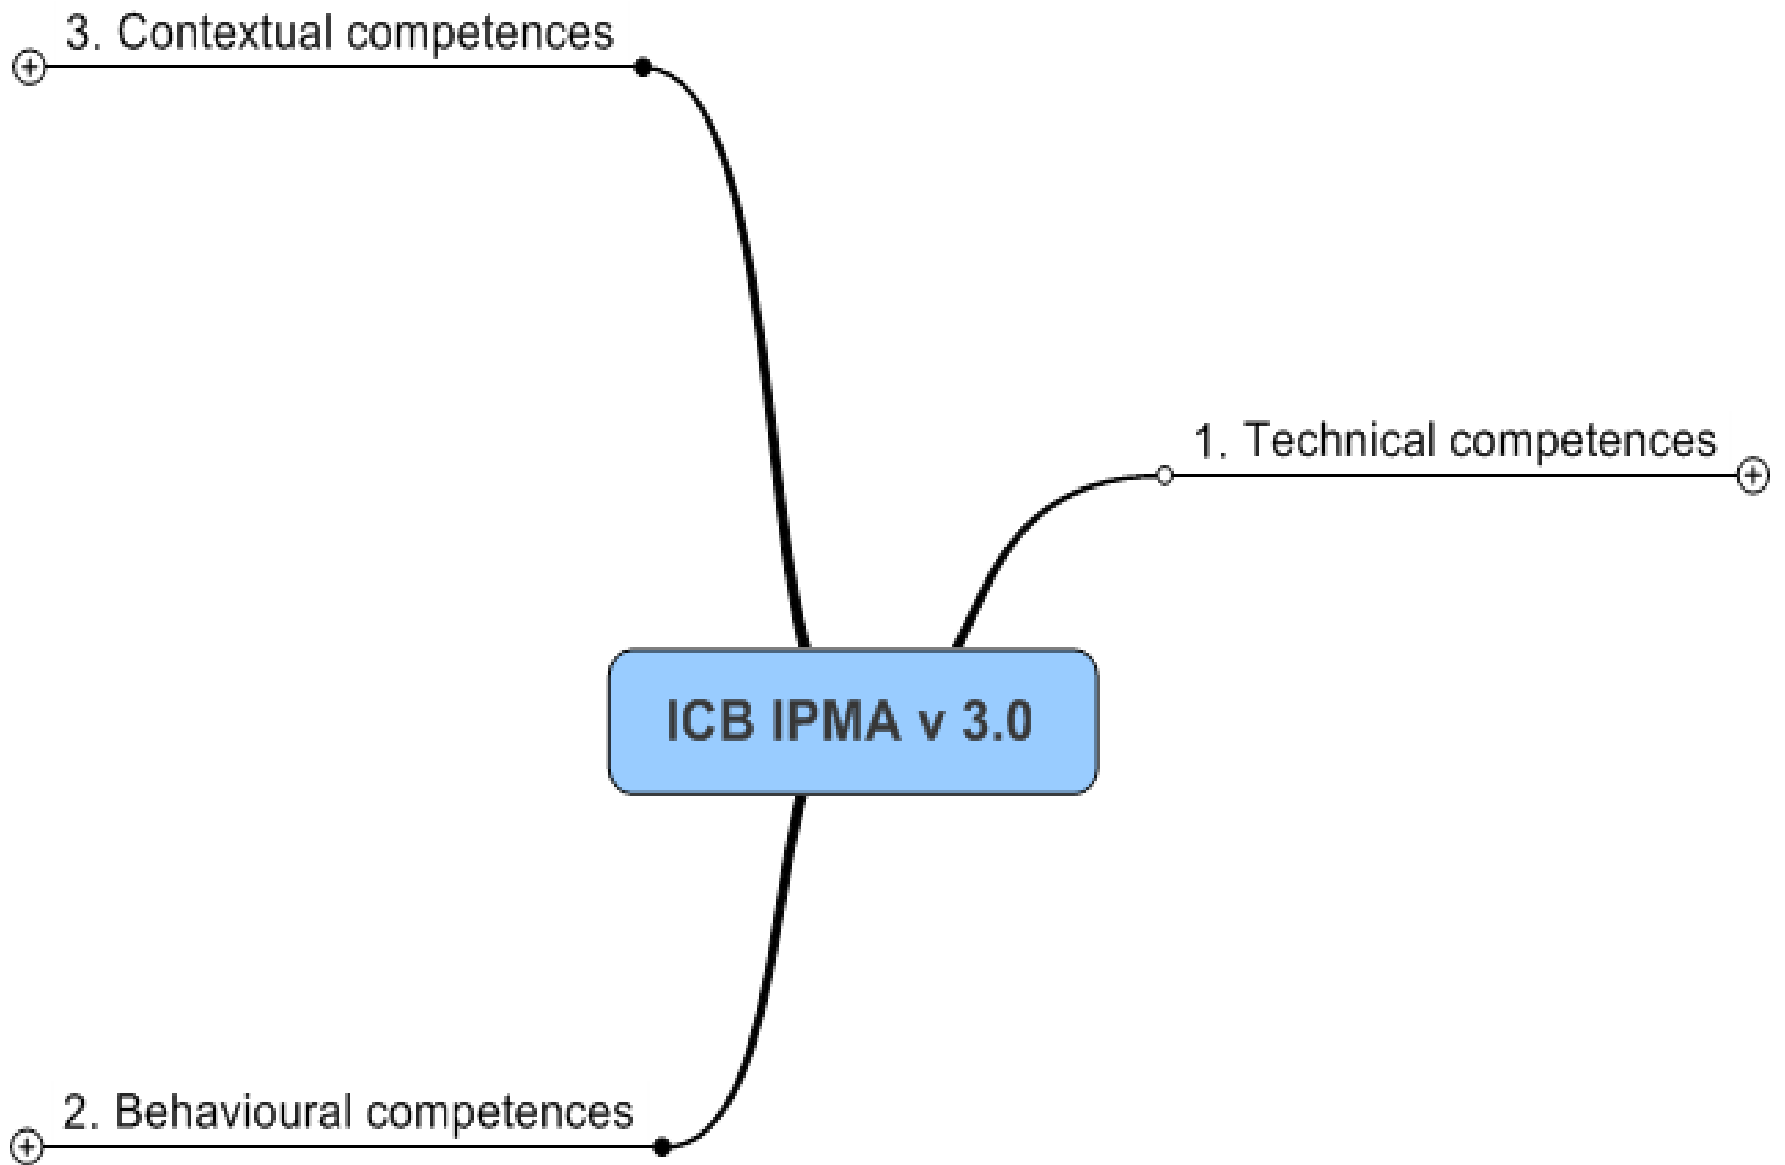 3. Contextual competences
1. Technical competences
ICB IPMA v 3.0
2. Behavioural competences